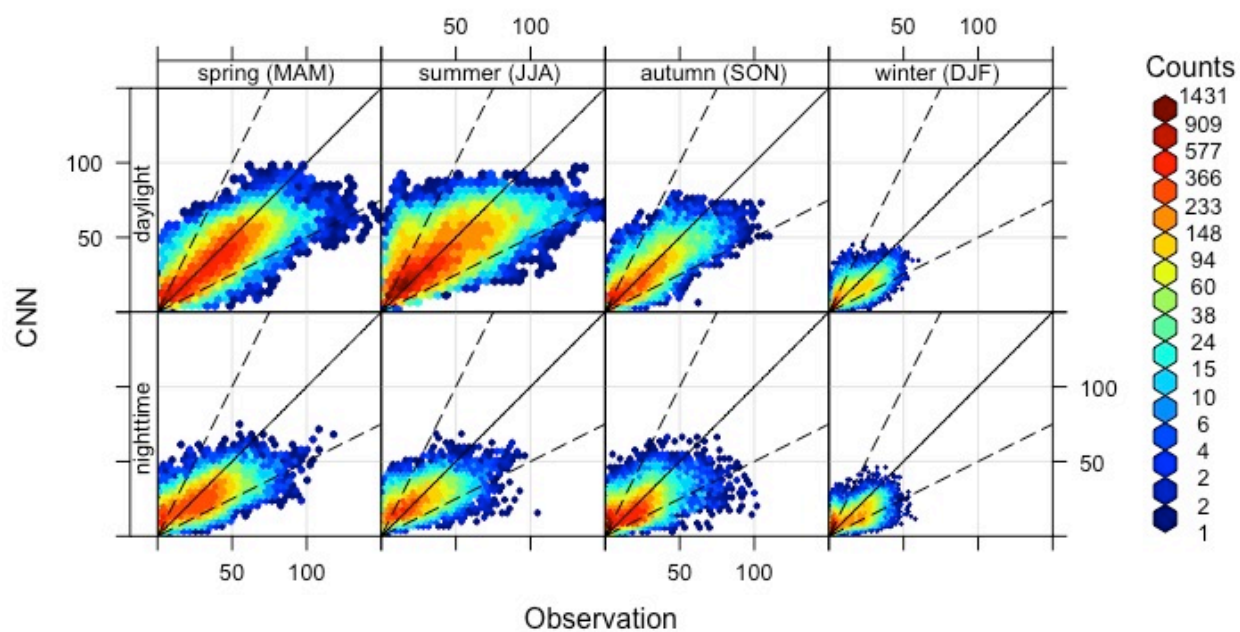 50 100 50 100
spring (MAM) summer (JJA) autumn (SON) winter (DJF)
Counts
1431
909
577
366
233
148
94
60
38
24
15
10
6
4
2
2
1
CNN
100
50
daylight
nighttime
100
50
50 100 50 100
Observation